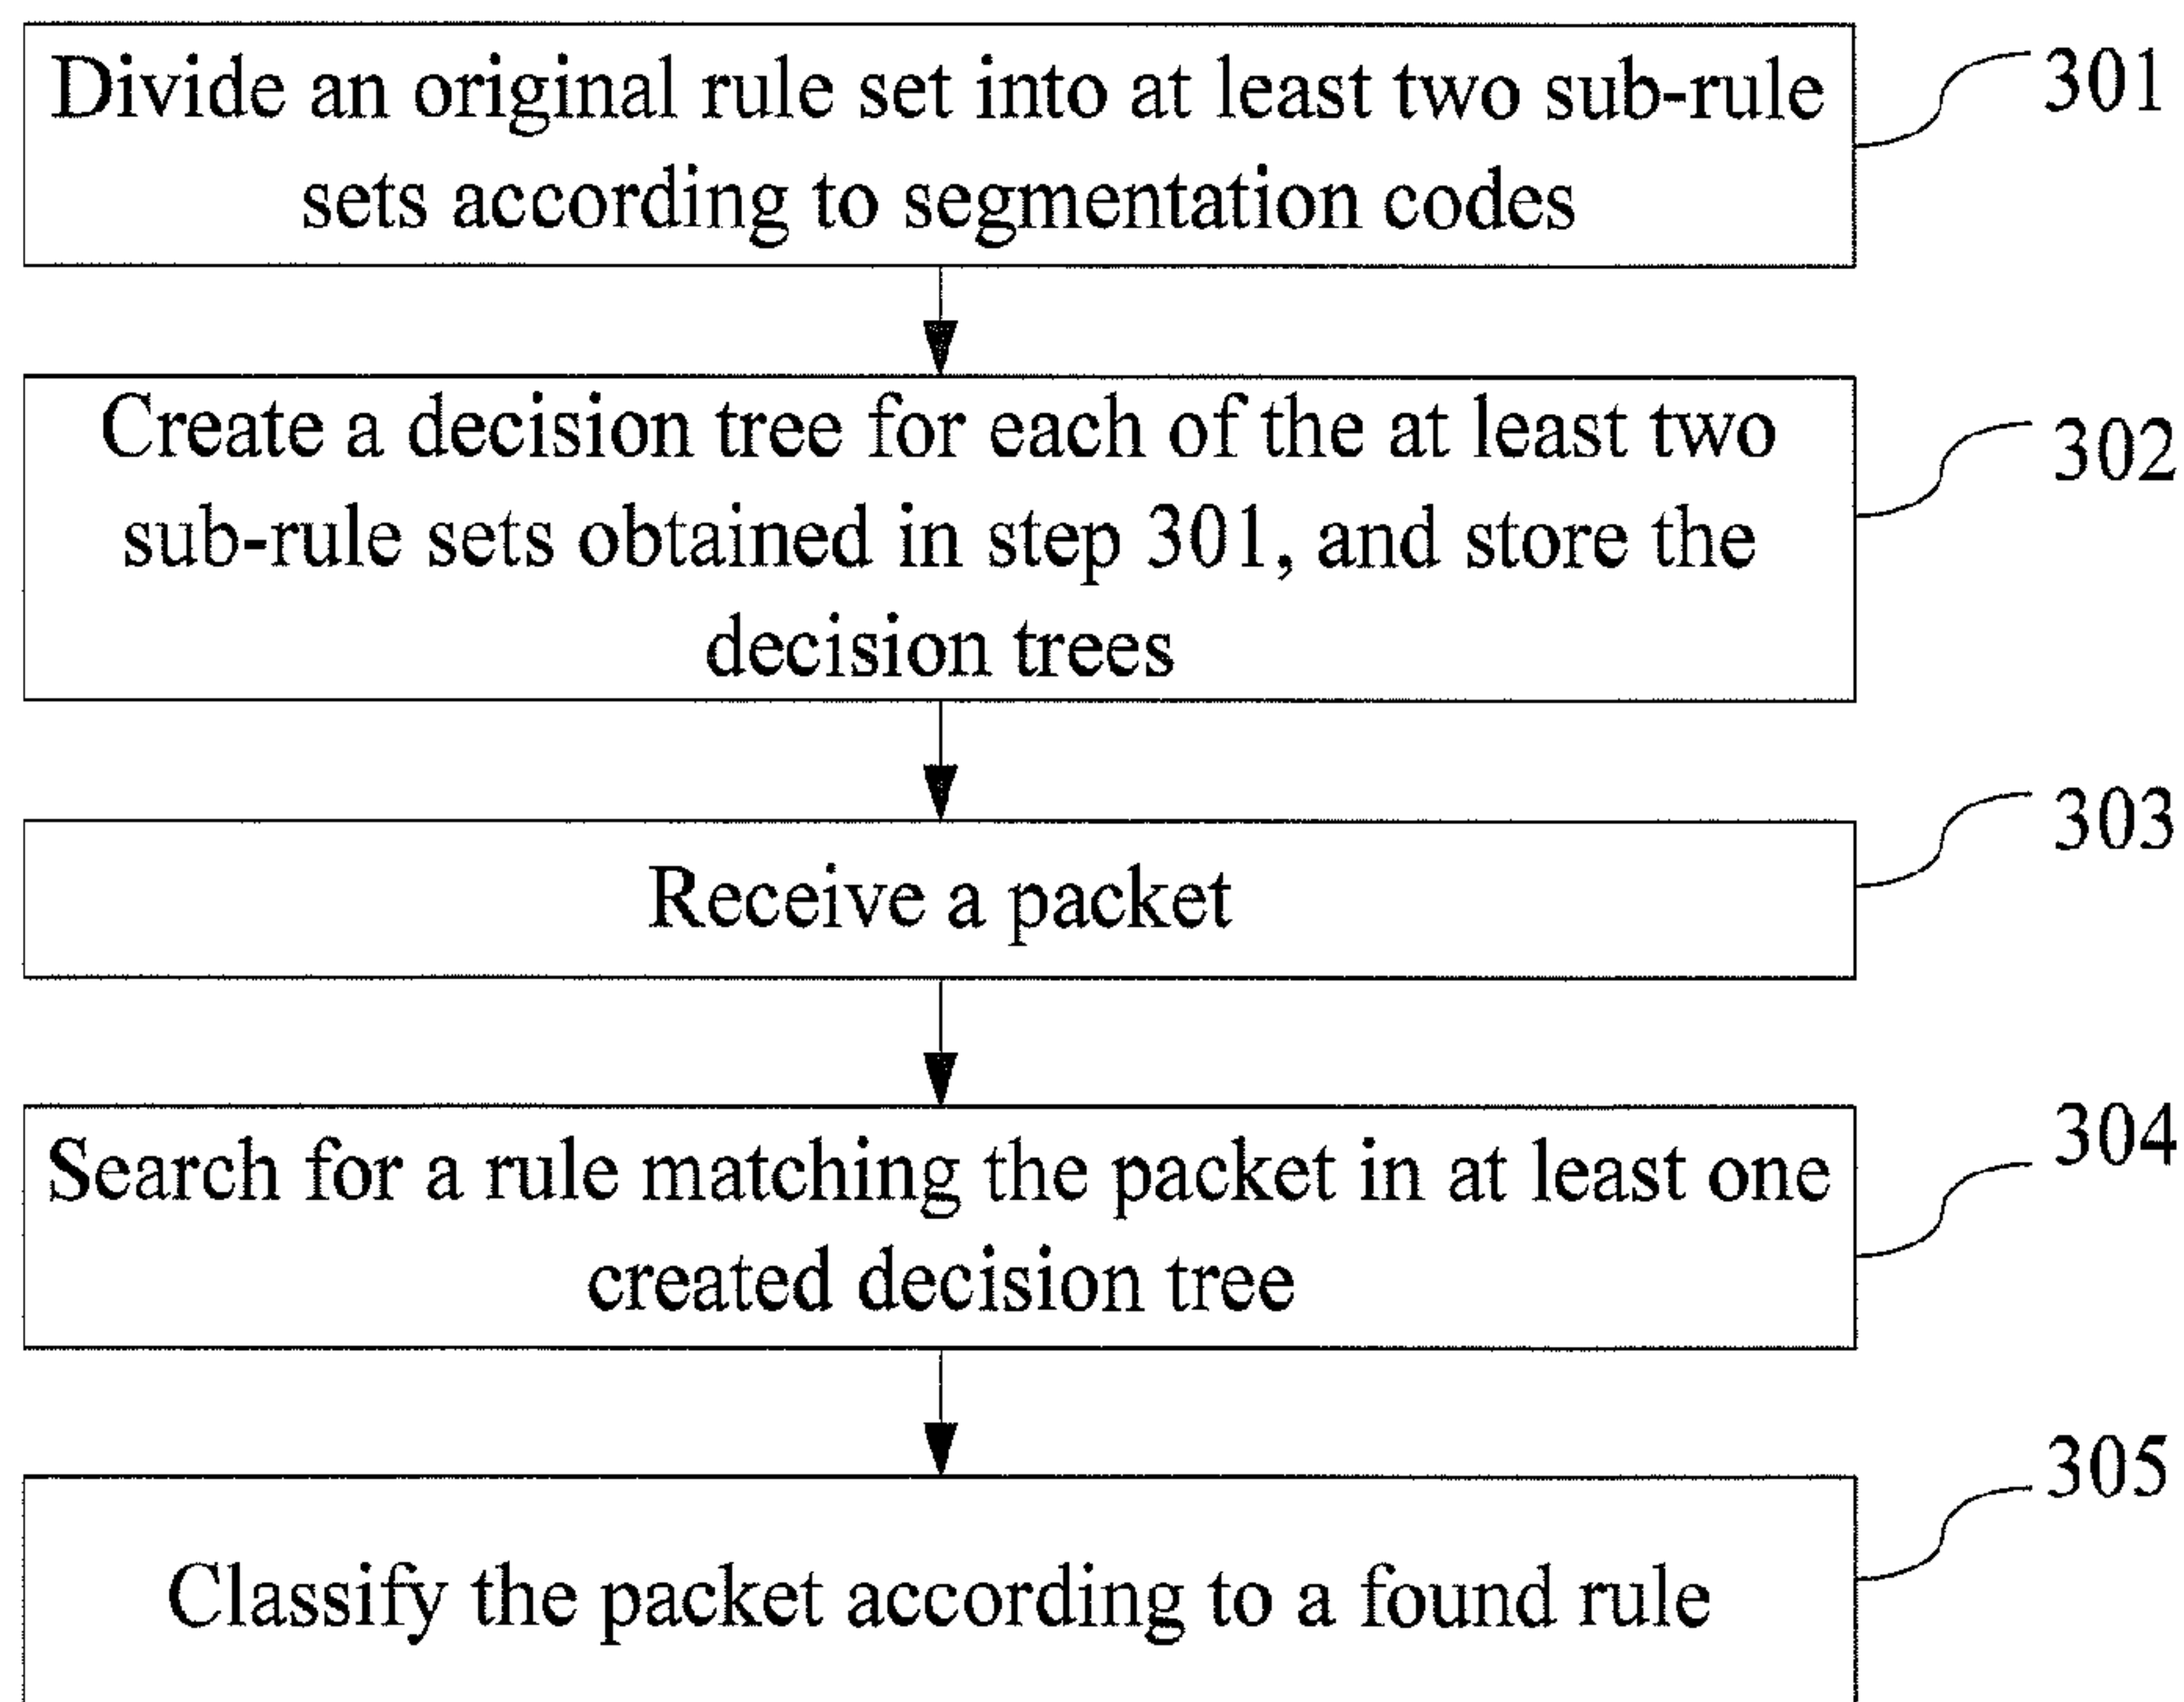 Divide an original rule set into at least two sub-rule
sets according to segmentation codes
301
Create a decision tree for each of the at least two
sub-rule sets obtained in step 301, and store the
decision trees
302
Receive a packet
303
Search for a rule matching the packet in at least one
created decision tree
304
Classify the packet according to a found rule
305